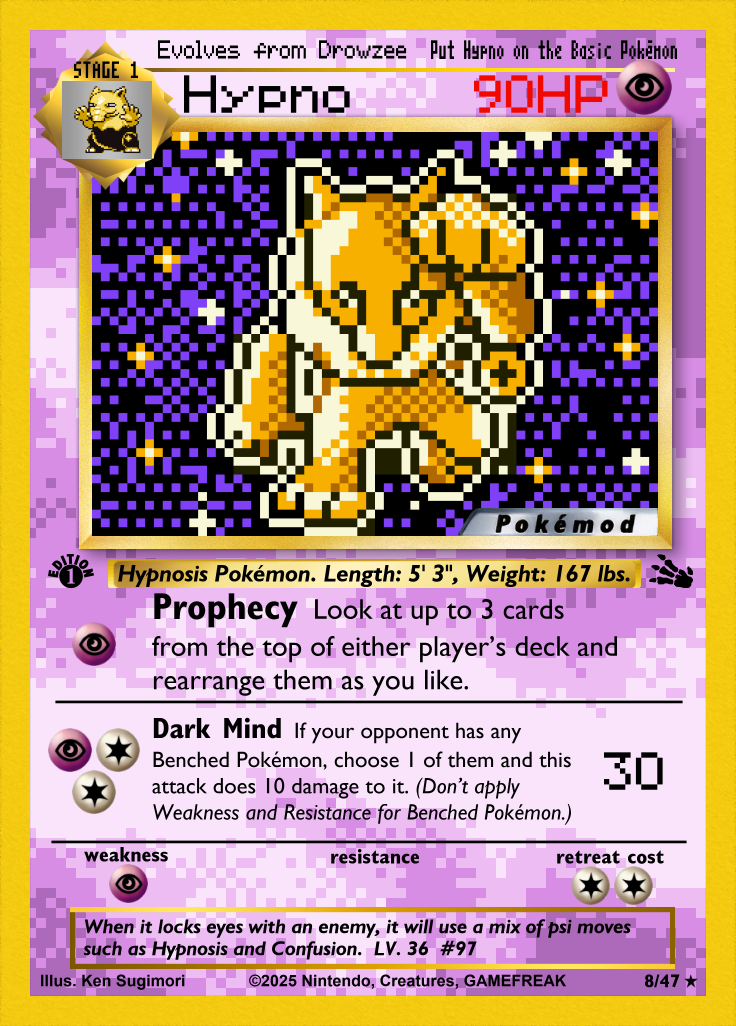 Evolves from Drowzee Put Hypno on the Basic Pokémon
STAGE 1
Hypno 90HP
Pokémod
EDITION 1
Hypnosis Pokémon. Length: 5' 3", Weight: 167 lbs.
Prophecy Look at up to 3 cards
from the top of either player's deck and
rearrange them as you like.
Dark Mind If your opponent has any
Benched Pokémon, choose 1 of them and this
attack does 10 damage to it. (Don't apply
Weakness and Resistance for Benched Pokémon.)
30
weakness resistance retreat cost
When it locks eyes with an enemy, it will use a mix of psi moves
such as Hypnosis and Confusion. LV. 36 #97
Illus. Ken Sugimori ©2025 Nintendo, Creatures, GAMEFREAK 8/47 ★